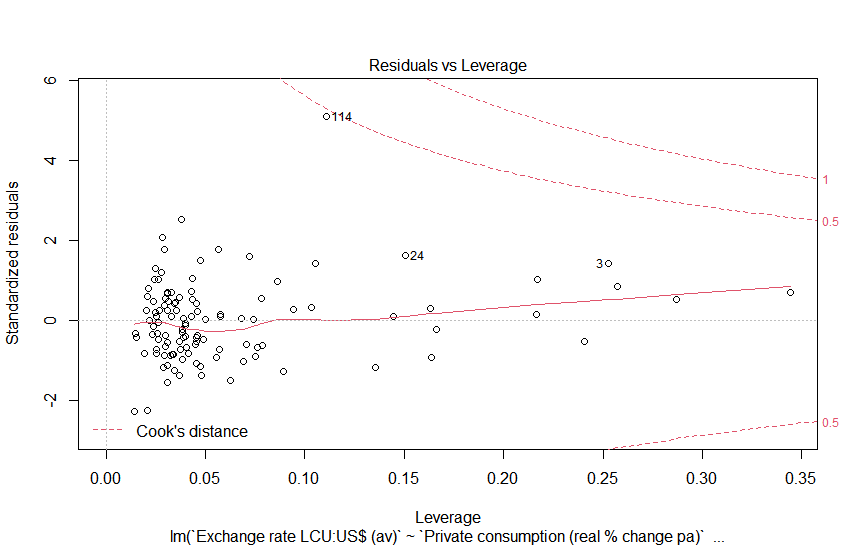 Residuals vs Leverage
6
4
2
0
-2
Standardized residuals
114
24
3
1
0.5
0.5
Cook's distance
0.00 0.05 0.10 0.15 0.20 0.25 0.30 0.35
Leverage
lm(`Exchange rate LCU:US$ (av)` ~ `Private consumption (real % change pa)` ...